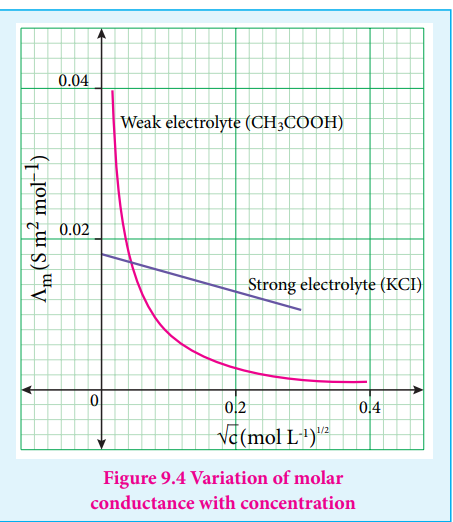 0.04
Weak electrolyte (CH₃COOH)
Λm (S m² mol⁻¹)
0.02
Strong electrolyte (KCI)
0
0.2
0.4
√c (mol L⁻¹)¹/²
Figure 9.4 Variation of molar
conductance with concentration